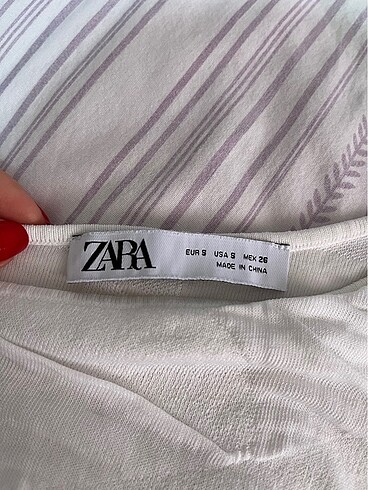 ZARA
EUR S USA S MEX 26
MADE IN CHINA